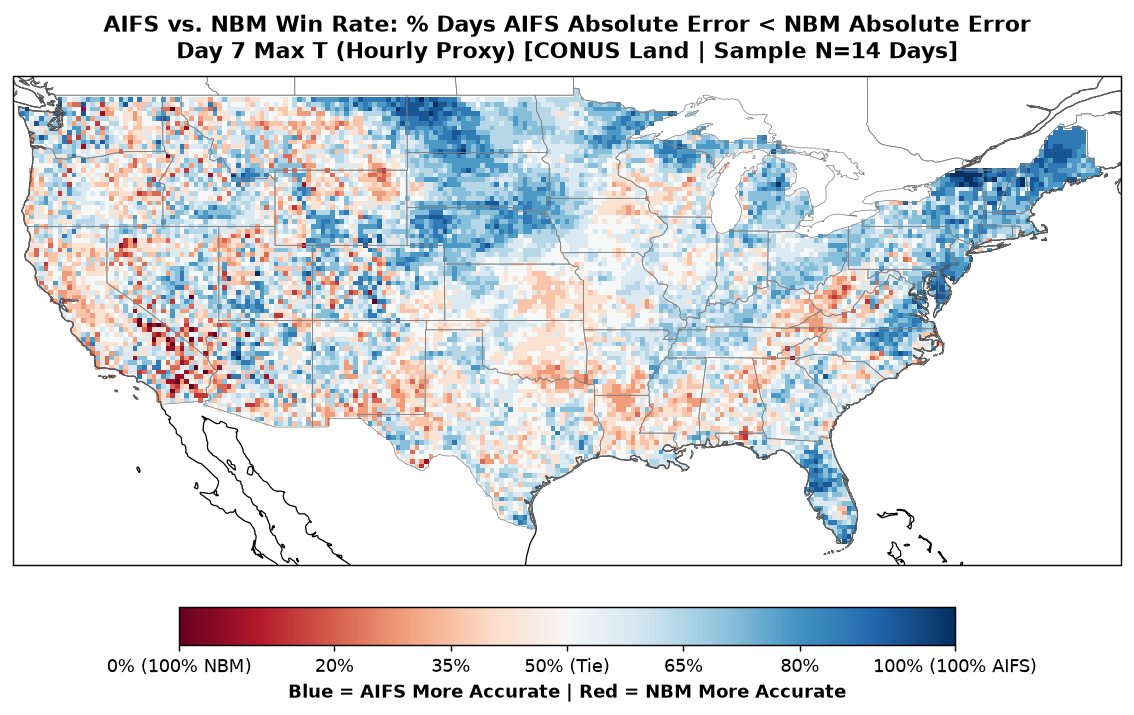 AIFS vs. NBM Win Rate: % Days AIFS Absolute Error < NBM Absolute Error
Day 7 Max T (Hourly Proxy) [CONUS Land | Sample N=14 Days]
0% (100% NBM) 20% 35% 50% (Tie) 65% 80% 100% (100% AIFS)
Blue = AIFS More Accurate | Red = NBM More Accurate